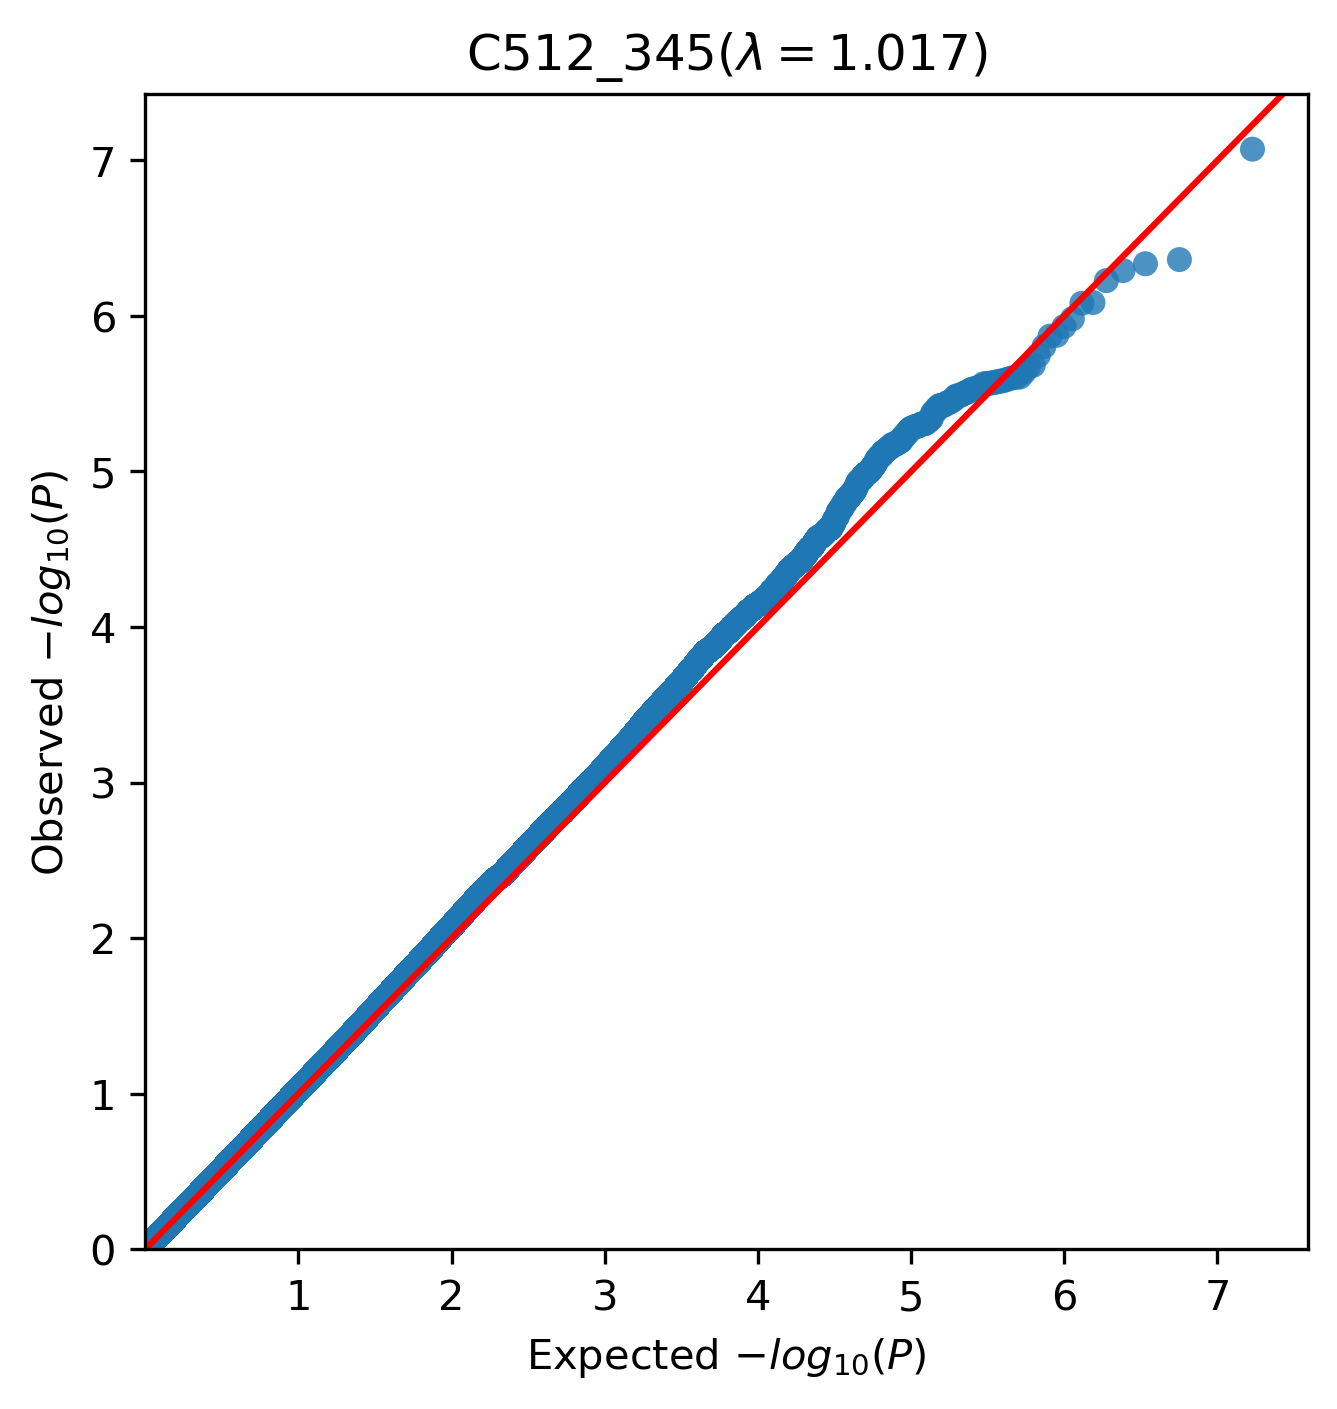 C512_345(λ = 1.017)
7
6
5
4
3
2
1
0
Observed −log₁₀(P)
1 2 3 4 5 6 7
Expected −log₁₀(P)